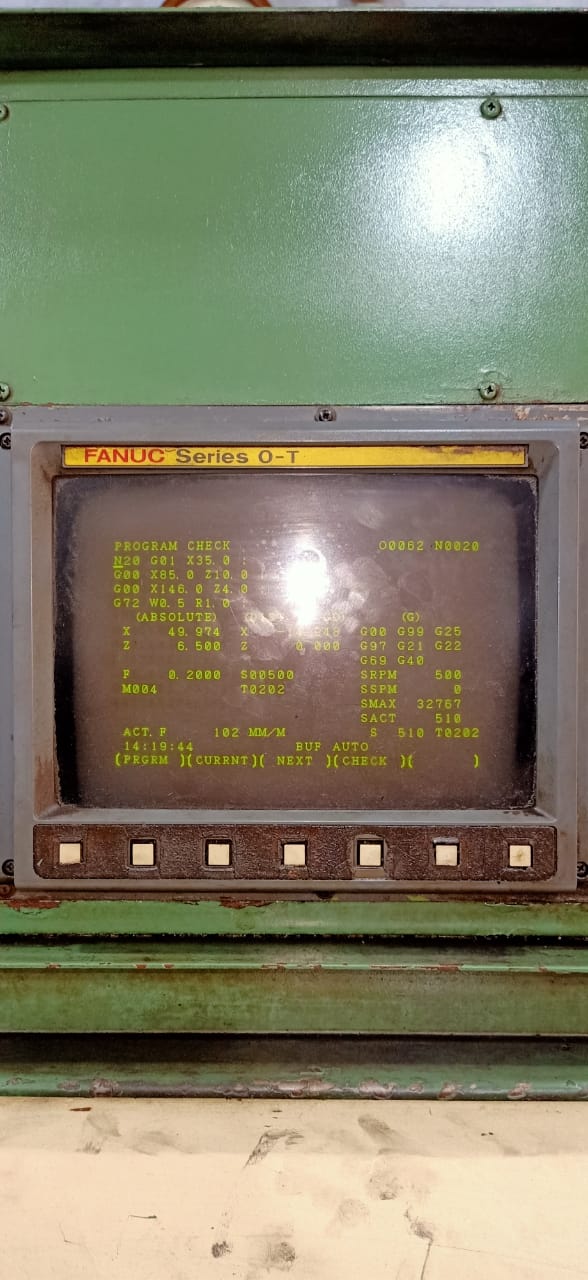 FANUC Series O-T
PROGRAM CHECK O0062 N0020
N20 G01 X35.0 ;
G00 X85.0 Z10.0
G00 X146.0 Z4.0
G72 W0.5 R1.0
(ABSOLUTE) (G)
X 49.974 X G00 G99 G25
Z 6.500 Z 0.000 G97 G21 G22
G69 G40
F 0.2000 S00500 SRPM 500
M004 T0202 SSPM 0
SMAX 32767
SACT 510
ACT.F 102 MM/M S 510 T0202
14:19:44 BUF AUTO
(PRGRM )(CURRNT)( NEXT )(CHECK )( )